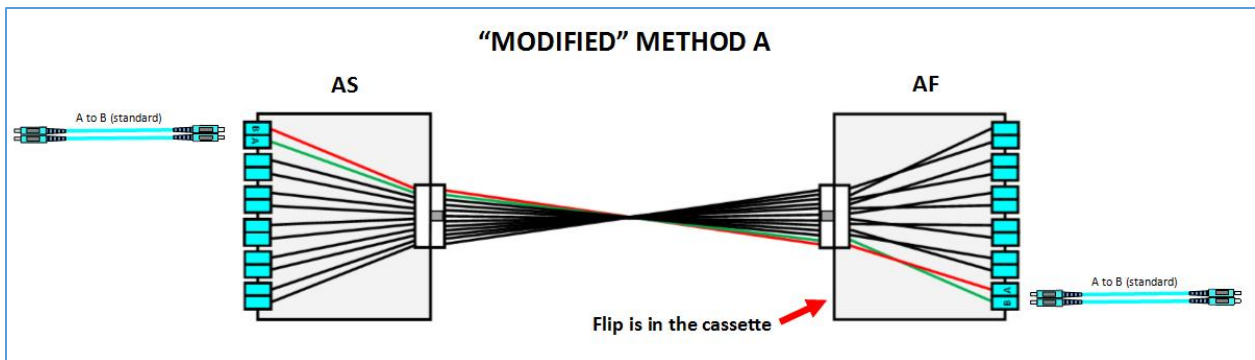 “MODIFIED” METHOD A
AS
AF
A to B (standard)
B
A
A
B
A to B (standard)
Flip is in the cassette